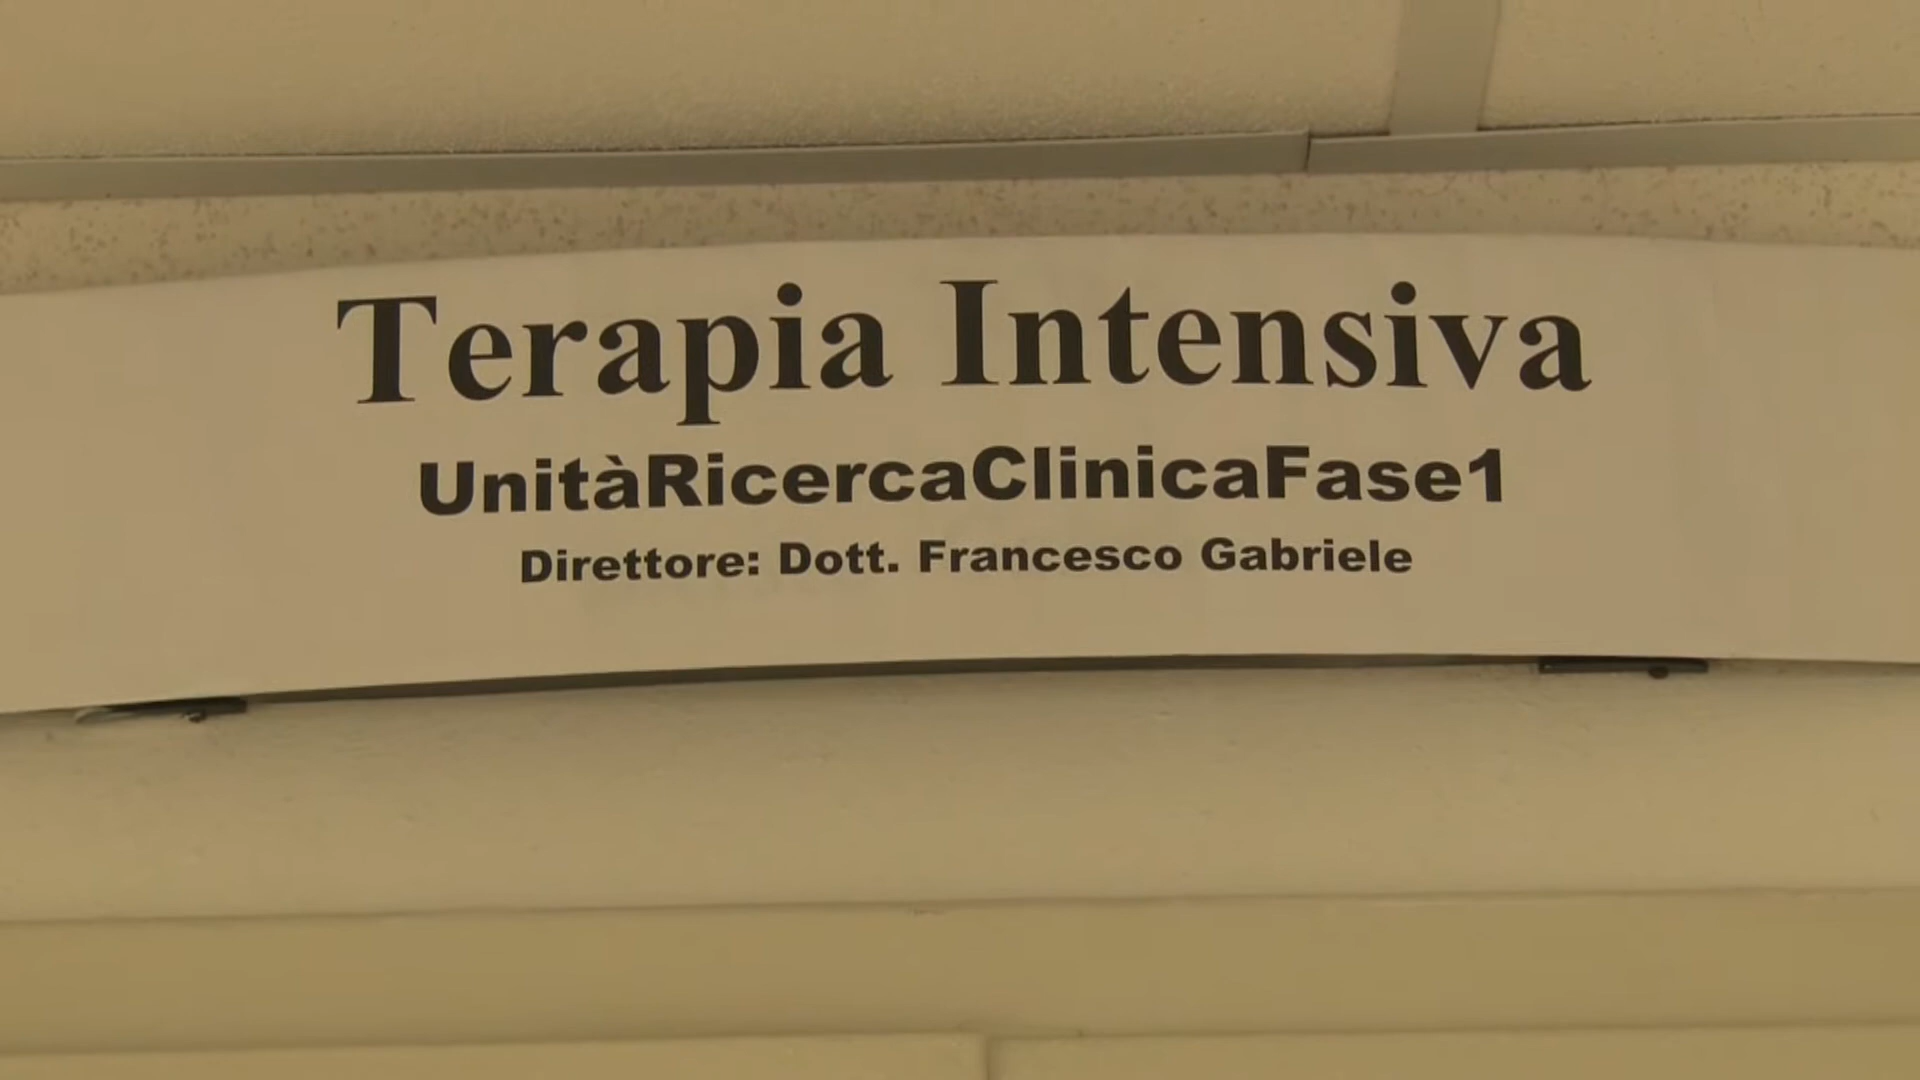 Terapia Intensiva
UnitàRicercaClinicaFase1
Direttore: Dott. Francesco Gabriele